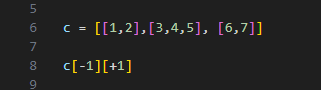 5
6 c = [[1,2],[3,4,5], [6,7]]
7
8 c[-1][+1]
9